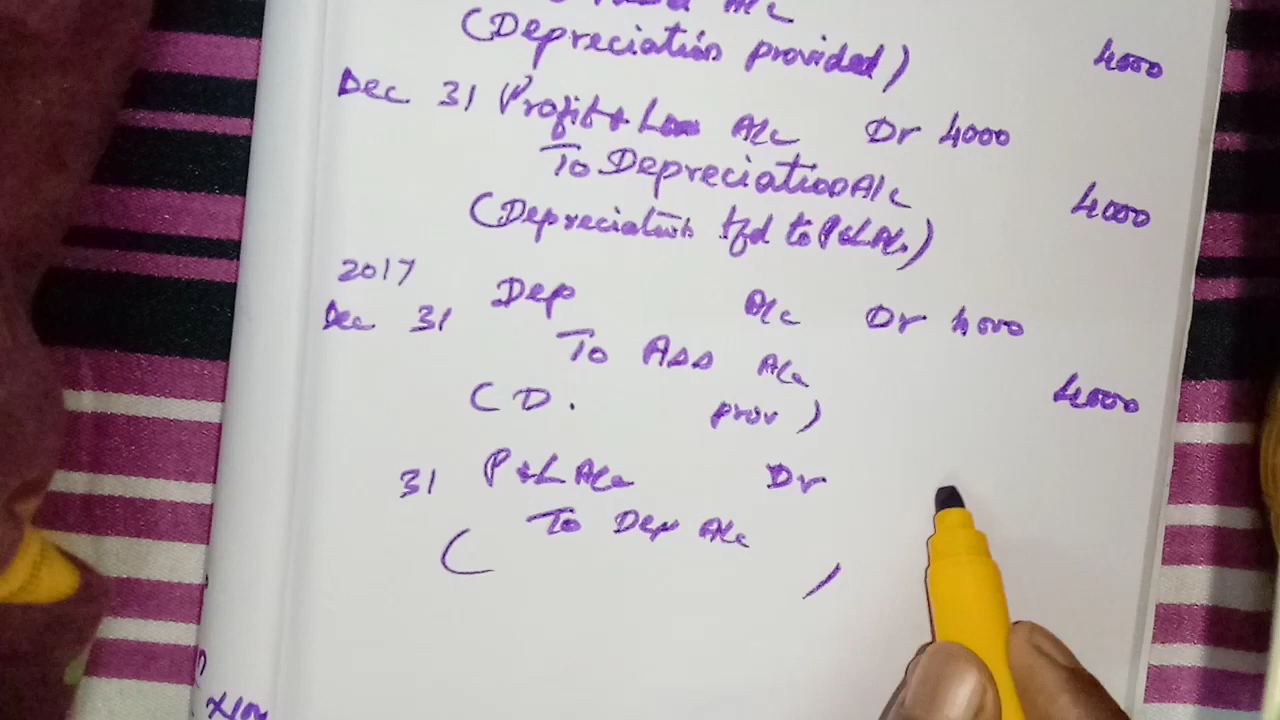 A/c
(Depreciation provided) 4000
Dec 31 Profit & Loss A/c Dr 4000
To Depreciation A/c 4000
(Depreciation tfd to P&L A/c)
2017
Dec 31 Dep A/c Dr 4000
To Ass A/c 4000
(D. prov)
31 P&L A/c Dr
To Dep A/c
( )